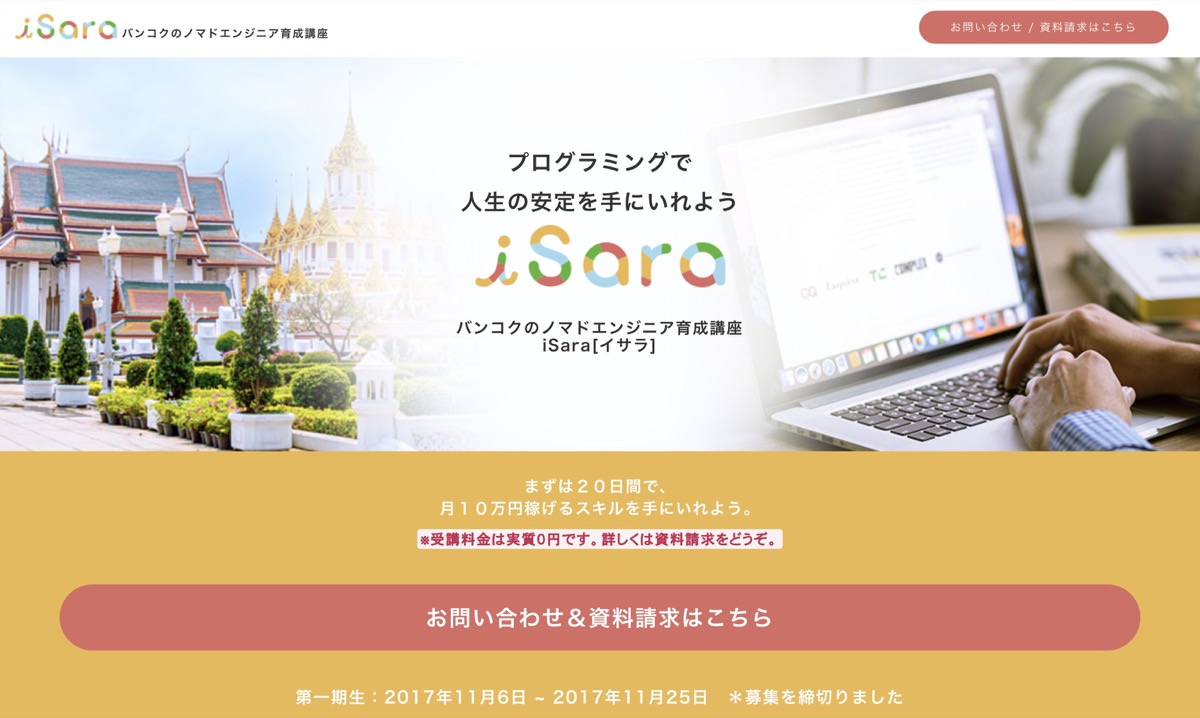 iSara バンコクのノマドエンジニア育成講座
お問い合わせ / 資料請求はこちら
プログラミングで
人生の安定を手にいれよう
iSara
バンコクのノマドエンジニア育成講座
iSara[イサラ]
GQ Esquire TC COMPLEX
まずは２０日間で、
月１０万円稼げるスキルを手にいれよう。
※受講料金は実質0円です。詳しくは資料請求をどうぞ。
お問い合わせ＆資料請求はこちら
第一期生：2017年11月6日 ~ 2017年11月25日　＊募集を締切りました